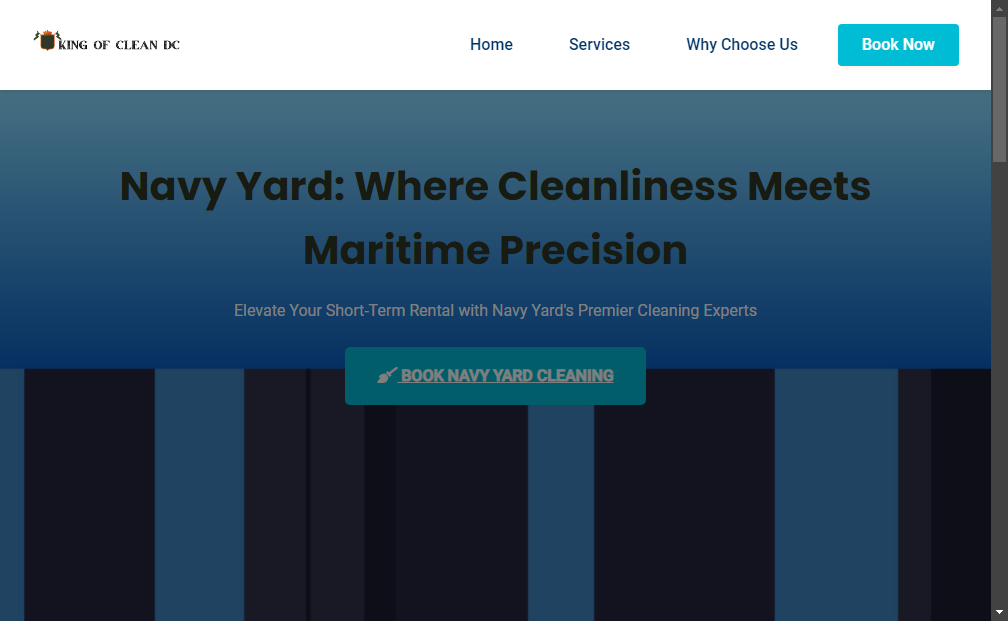 KING OF CLEAN DC
Home
Services
Why Choose Us
Book Now
Navy Yard: Where Cleanliness Meets
Maritime Precision
Elevate Your Short-Term Rental with Navy Yard's Premier Cleaning Experts
BOOK NAVY YARD CLEANING